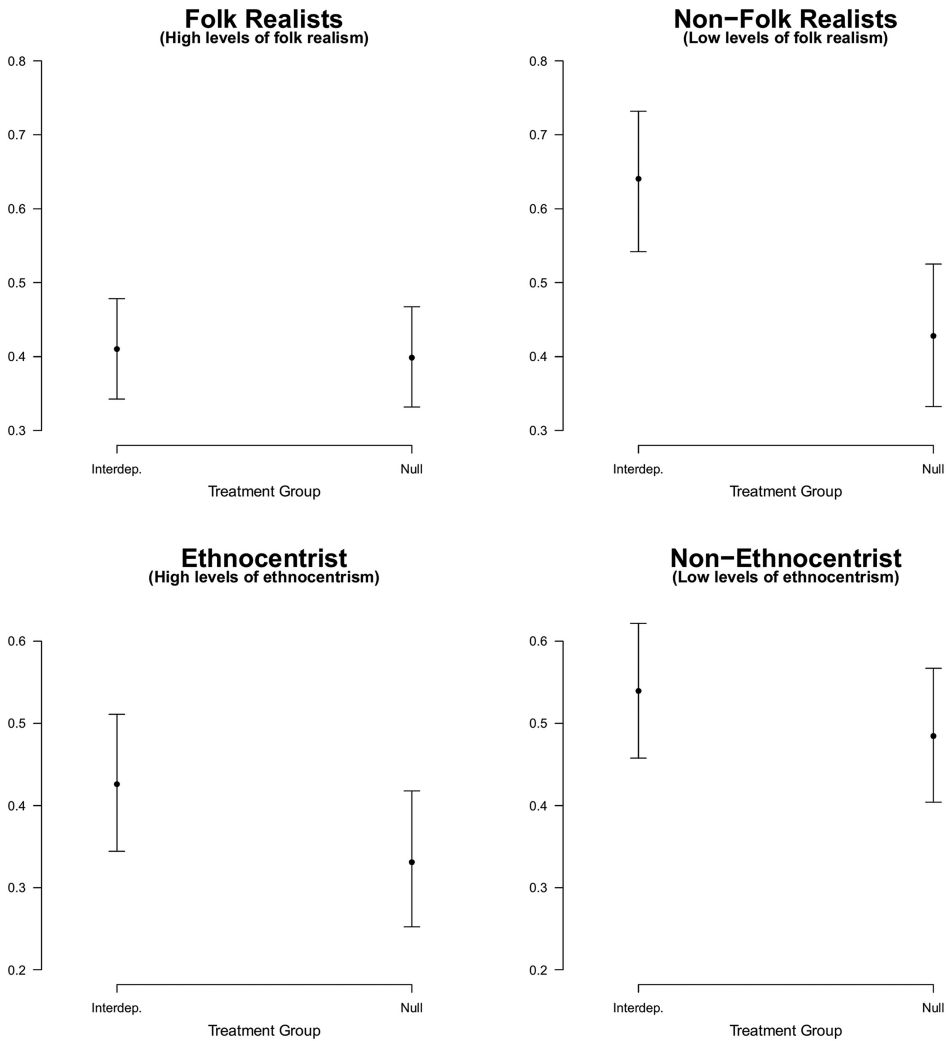 Folk Realists
(High levels of folk realism)
0.8
0.7
0.6
0.5
0.4
0.3
Interdep. Null
Treatment Group
Non−Folk Realists
(Low levels of folk realism)
0.8
0.7
0.6
0.5
0.4
0.3
Interdep. Null
Treatment Group
Ethnocentrist
(High levels of ethnocentrism)
0.6
0.5
0.4
0.3
0.2
Interdep. Null
Treatment Group
Non−Ethnocentrist
(Low levels of ethnocentrism)
0.6
0.5
0.4
0.3
0.2
Interdep. Null
Treatment Group